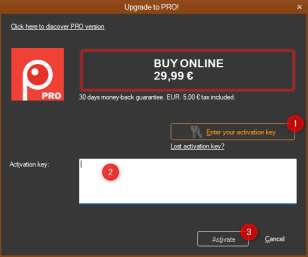 Upgrade to PRO!
Click here to discover PRO version
BUY ONLINE
29,99 €
PRO
30 days money-back guarantee. EUR. 5.00 € tax included.
1
Enter your activation key
Lost activation key?
Activation key:
2
3
Activate
Cancel